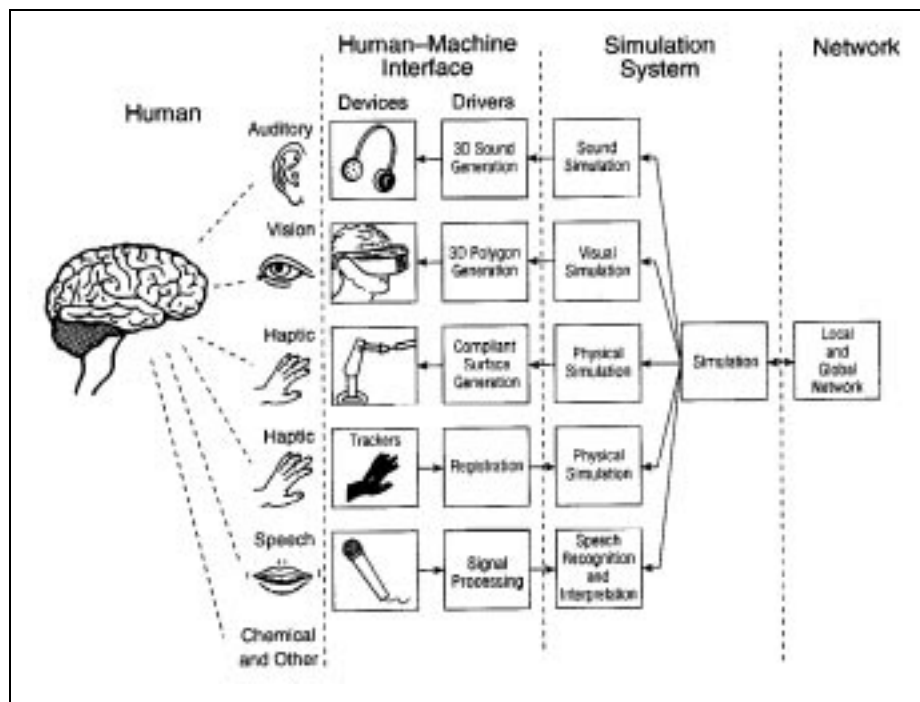 Human–Machine
Interface
Simulation
System
Network
Human
Devices
Drivers
Auditory
3D Sound
Generation
Sound
Simulation
Vision
3D Polygon
Generation
Visual
Simulation
Haptic
Compliant
Surface
Generation
Physical
Simulation
Simulation
Local
and
Global
Network
Haptic
Trackers
Registration
Physical
Simulation
Speech
Signal
Processing
Speech
Recognition
and
Interpretation
Chemical
and Other